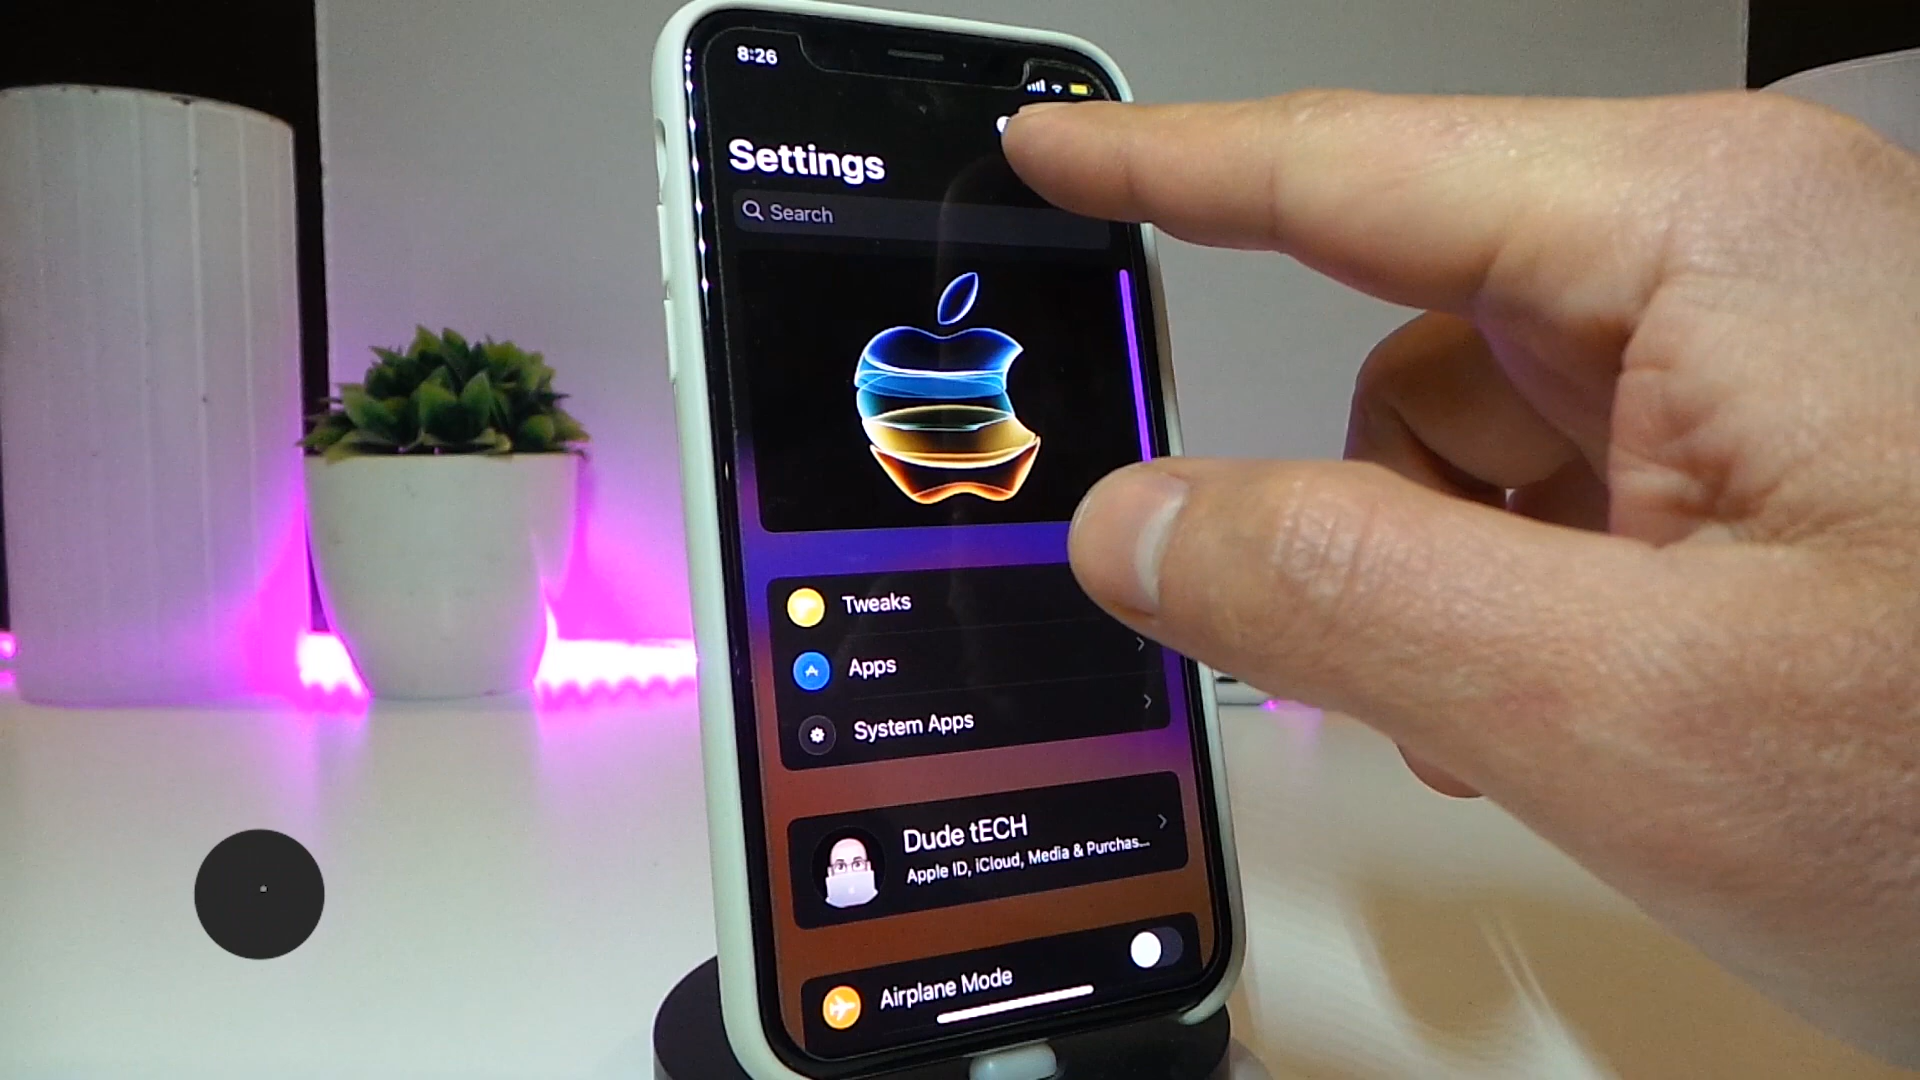 8:26
Settings
Search
Tweaks
Apps
System Apps
Dude tECH
Apple ID, iCloud, Media & Purchas...
Airplane Mode